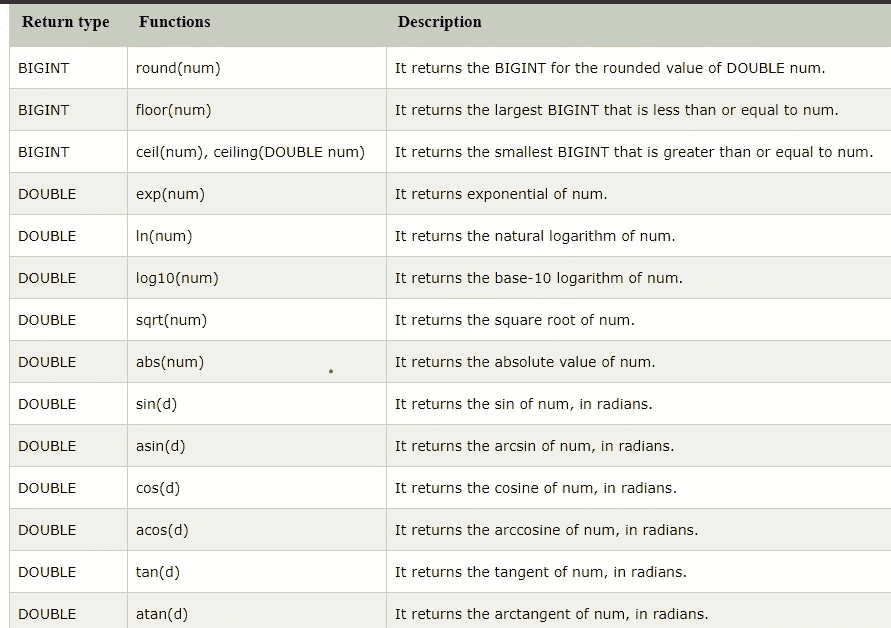 Return type Functions Description
BIGINT round(num) It returns the BIGINT for the rounded value of DOUBLE num.
BIGINT floor(num) It returns the largest BIGINT that is less than or equal to num.
BIGINT ceil(num), ceiling(DOUBLE num) It returns the smallest BIGINT that is greater than or equal to num.
DOUBLE exp(num) It returns exponential of num.
DOUBLE ln(num) It returns the natural logarithm of num.
DOUBLE log10(num) It returns the base-10 logarithm of num.
DOUBLE sqrt(num) It returns the square root of num.
DOUBLE abs(num) It returns the absolute value of num.
DOUBLE sin(d) It returns the sin of num, in radians.
DOUBLE asin(d) It returns the arcsin of num, in radians.
DOUBLE cos(d) It returns the cosine of num, in radians.
DOUBLE acos(d) It returns the arccosine of num, in radians.
DOUBLE tan(d) It returns the tangent of num, in radians.
DOUBLE atan(d) It returns the arctangent of num, in radians.